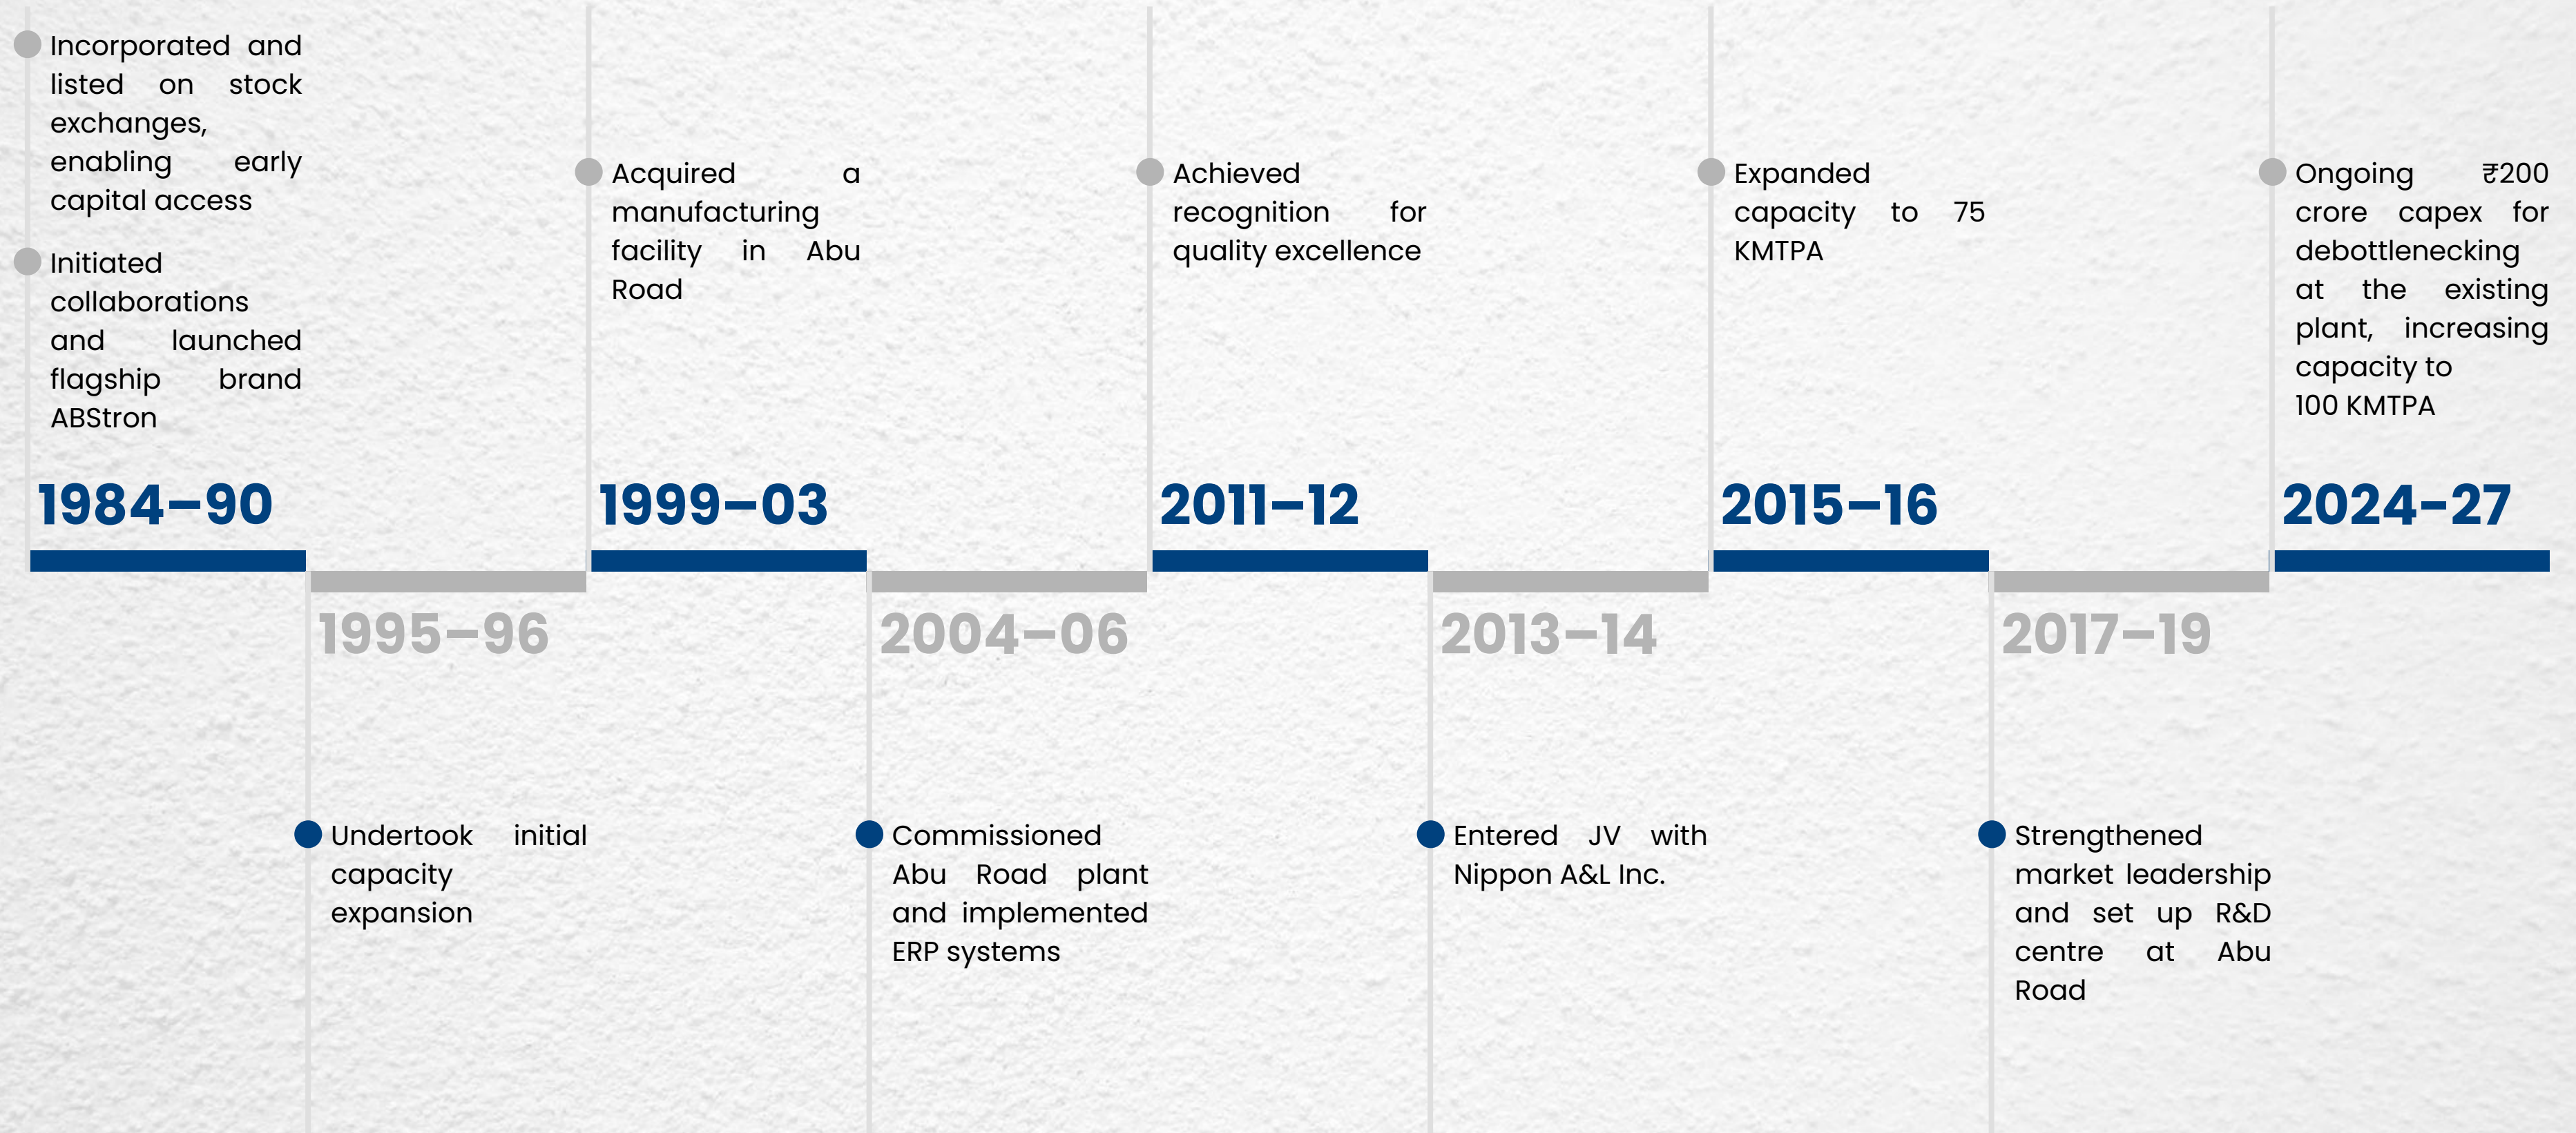 Incorporated and
listed on stock
exchanges,
enabling early
capital access
Initiated
collaborations
and launched
flagship brand
ABStron
1984–90
1995–96
Undertook initial
capacity
expansion
Acquired a
manufacturing
facility in Abu
Road
1999–03
2004–06
Commissioned
Abu Road plant
and implemented
ERP systems
Achieved
recognition for
quality excellence
2011–12
2013–14
Entered JV with
Nippon A&L Inc.
Expanded
capacity to 75
KMTPA
2015–16
2017–19
Strengthened
market leadership
and set up R&D
centre at Abu
Road
Ongoing ₹200
crore capex for
debottlenecking
at the existing
plant, increasing
capacity to
100 KMTPA
2024-27